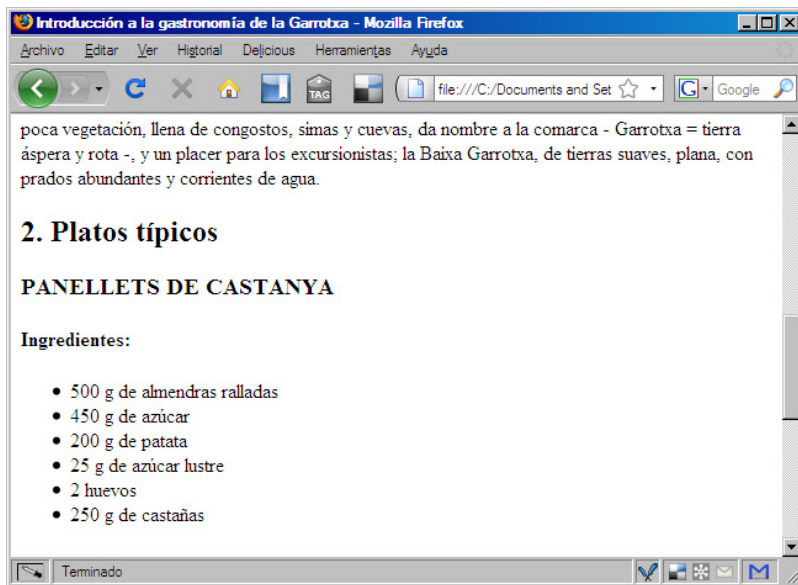 Introducción a la gastronomía de la Garrotxa - Mozilla Firefox
Archivo Editar Ver Historial Delicious Herramientas Ayuda
TAG file:///C:/Documents and Set G Google
poca vegetación, llena de congostos, simas y cuevas, da nombre a la comarca - Garrotxa = tierra
áspera y rota -, y un placer para los excursionistas; la Baixa Garrotxa, de tierras suaves, plana, con
prados abundantes y corrientes de agua.
2. Platos típicos
PANELLETS DE CASTANYA
Ingredientes:
• 500 g de almendras ralladas
• 450 g de azúcar
• 200 g de patata
• 25 g de azúcar lustre
• 2 huevos
• 250 g de castañas
Terminado